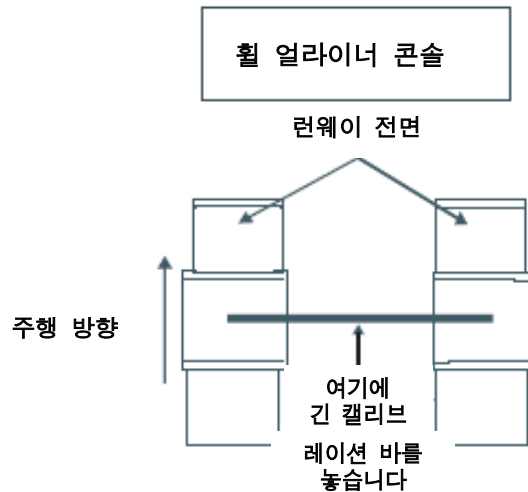 휠 얼라이너 콘솔
런웨이 전면
주행 방향
여기에
긴 캘리브
레이션 바를
놓습니다